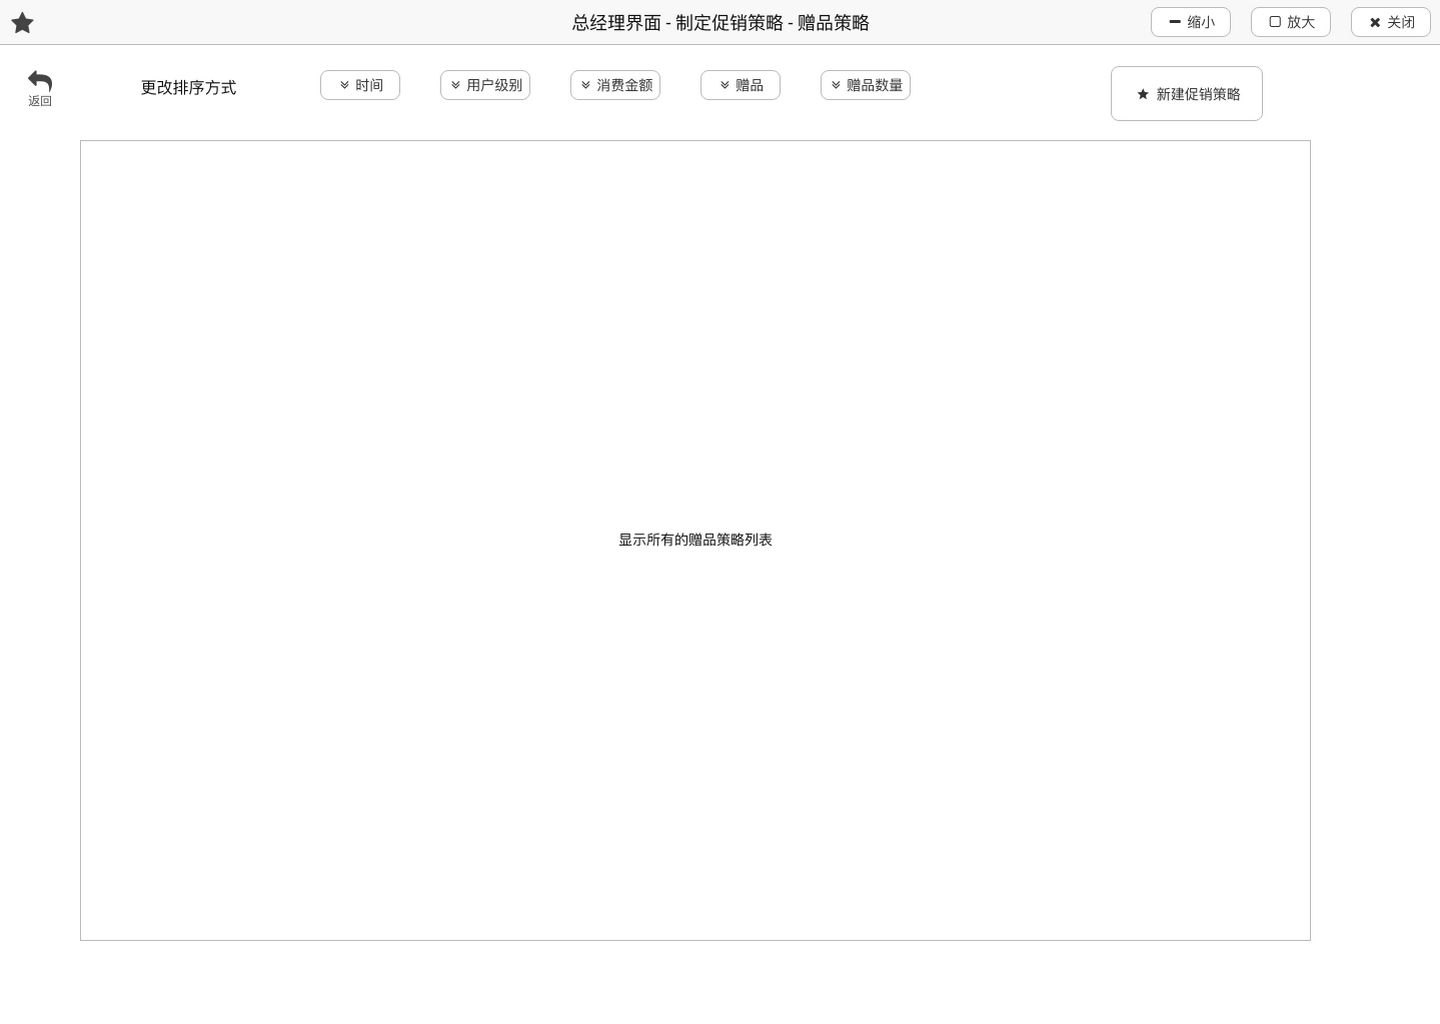 总经理界面 - 制定促销策略 - 赠品策略
缩小
放大
关闭
返回
更改排序方式
时间
用户级别
消费金额
赠品
赠品数量
新建促销策略
显示所有的赠品策略列表